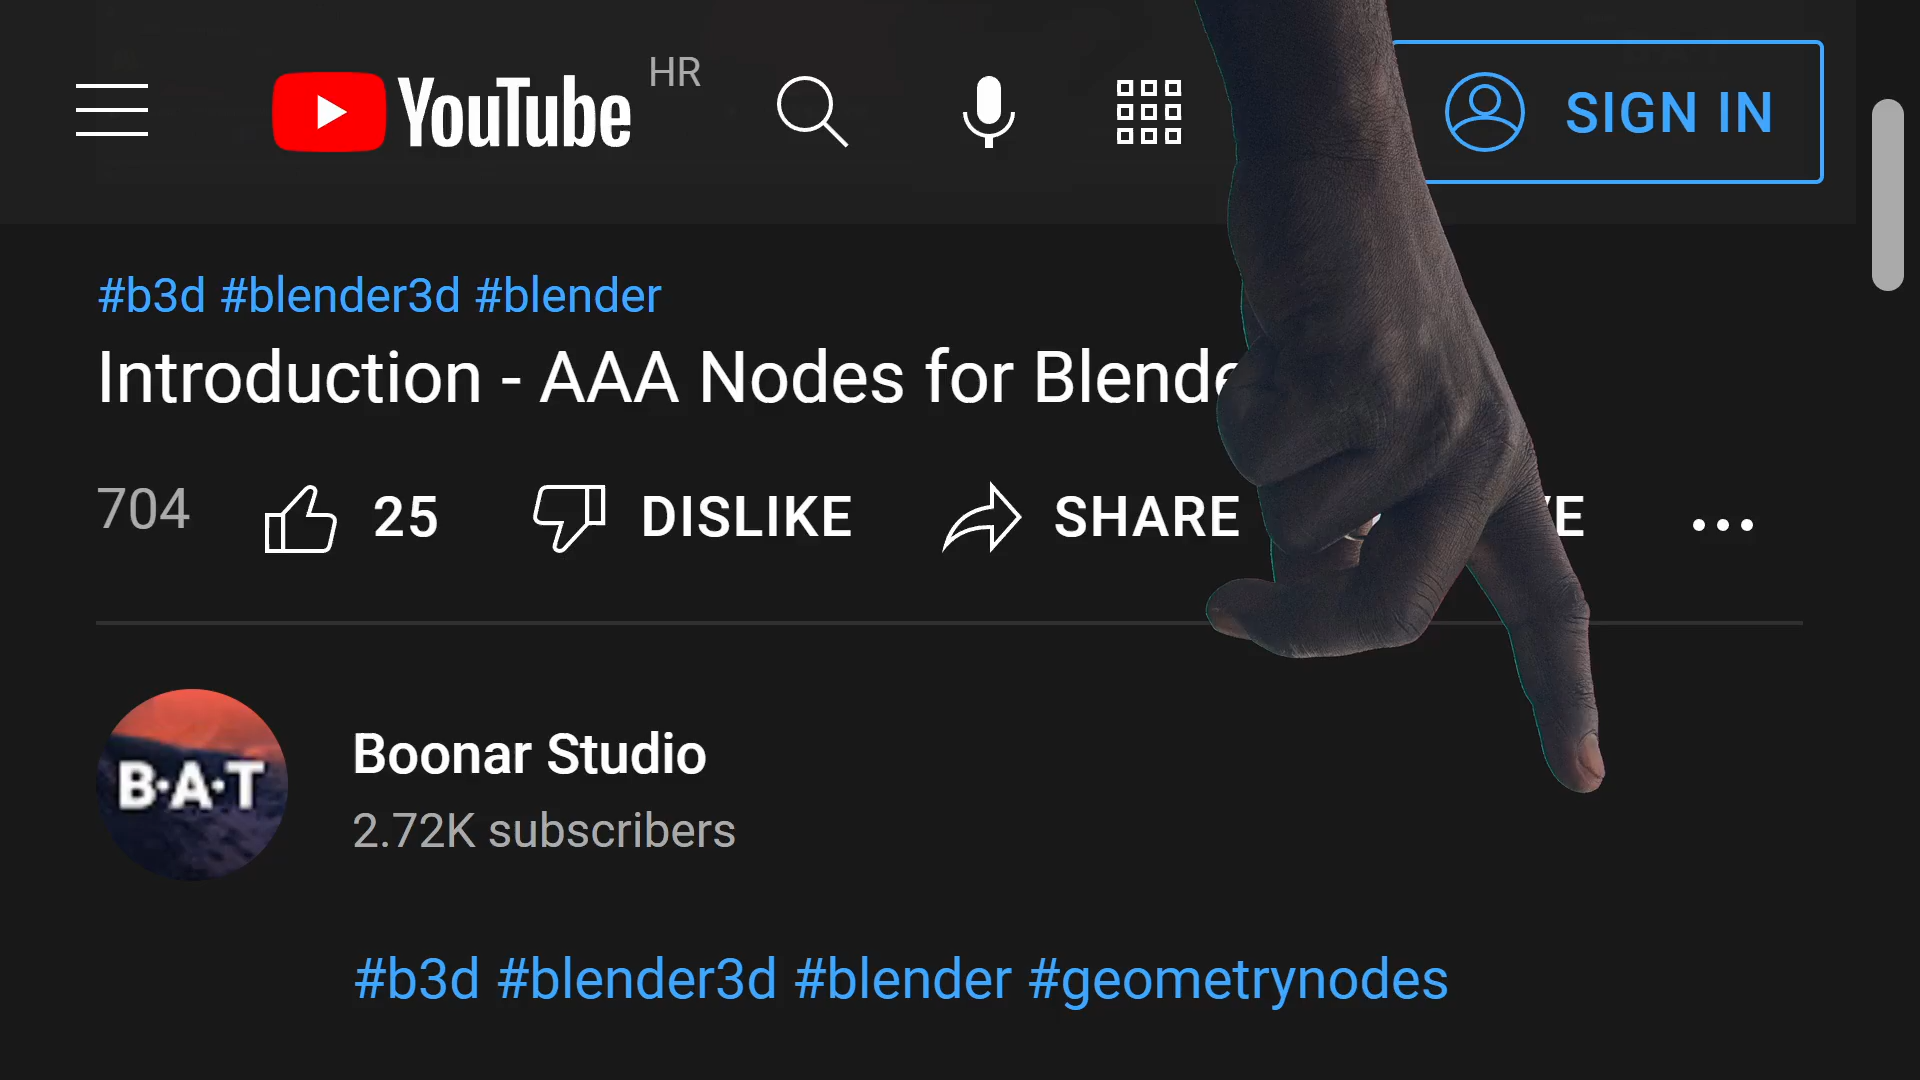 YouTube HR SIGN IN
#b3d #blender3d #blender
Introduction - AAA Nodes for Blende
704 25 DISLIKE SHARE
Boonar Studio
B·A·T
2.72K subscribers
#b3d #blender3d #blender #geometrynodes